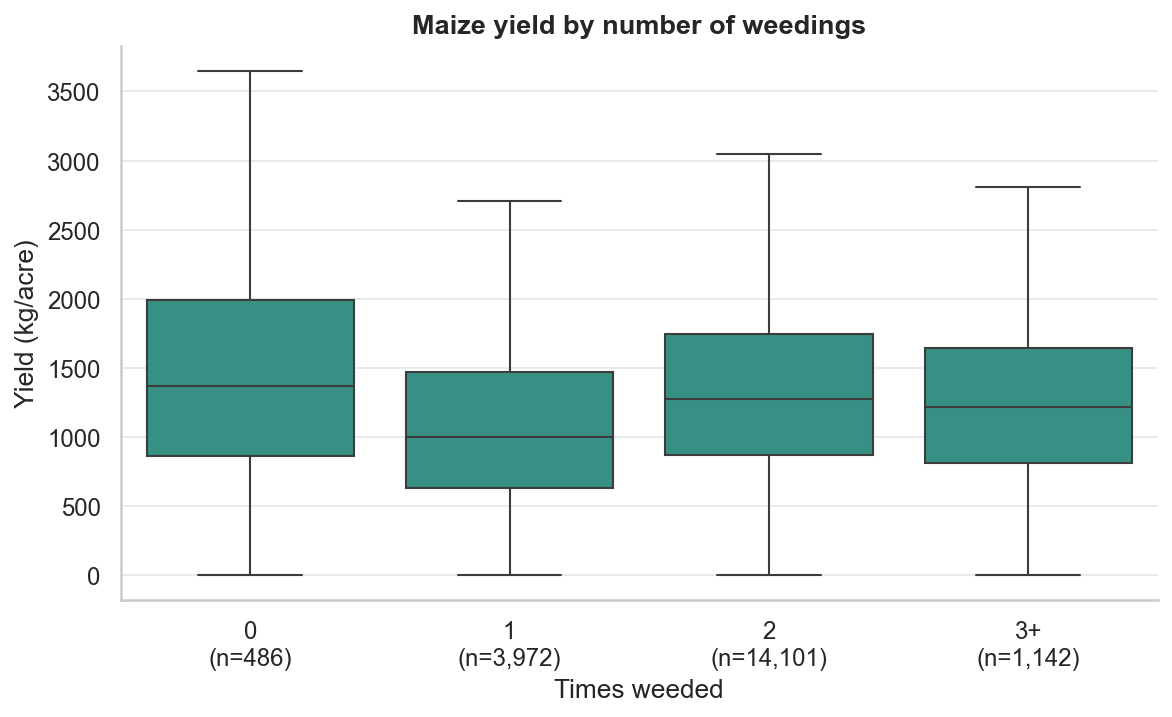 Maize yield by number of weedings
Yield (kg/acre)
3500
3000
2500
2000
1500
1000
500
0
0 1 2 3+
(n=486) (n=3,972) (n=14,101) (n=1,142)
Times weeded